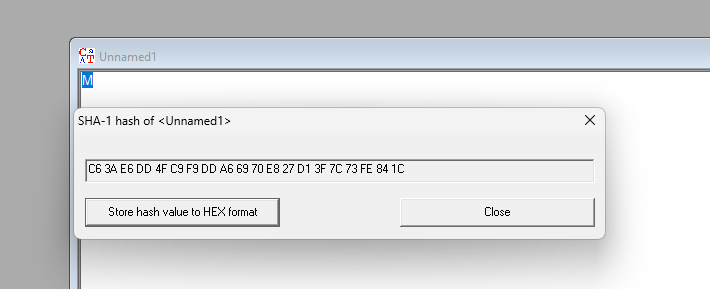 Unnamed1
M
SHA-1 hash of <Unnamed1>
C6 3A E6 DD 4F C9 F9 DD A6 69 70 E8 27 D1 3F 7C 73 FE 84 1C
Store hash value to HEX format
Close